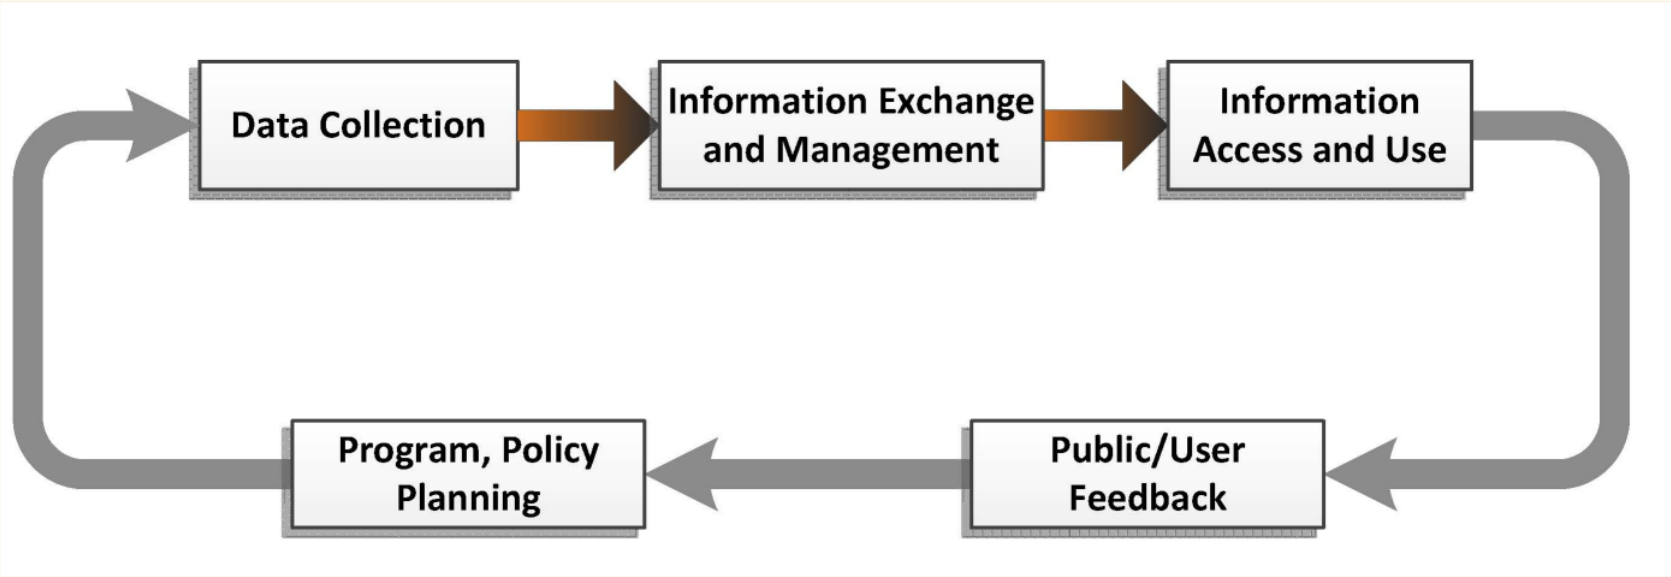 Data Collection
Information Exchange
and Management
Information
Access and Use
Program, Policy
Planning
Public/User
Feedback